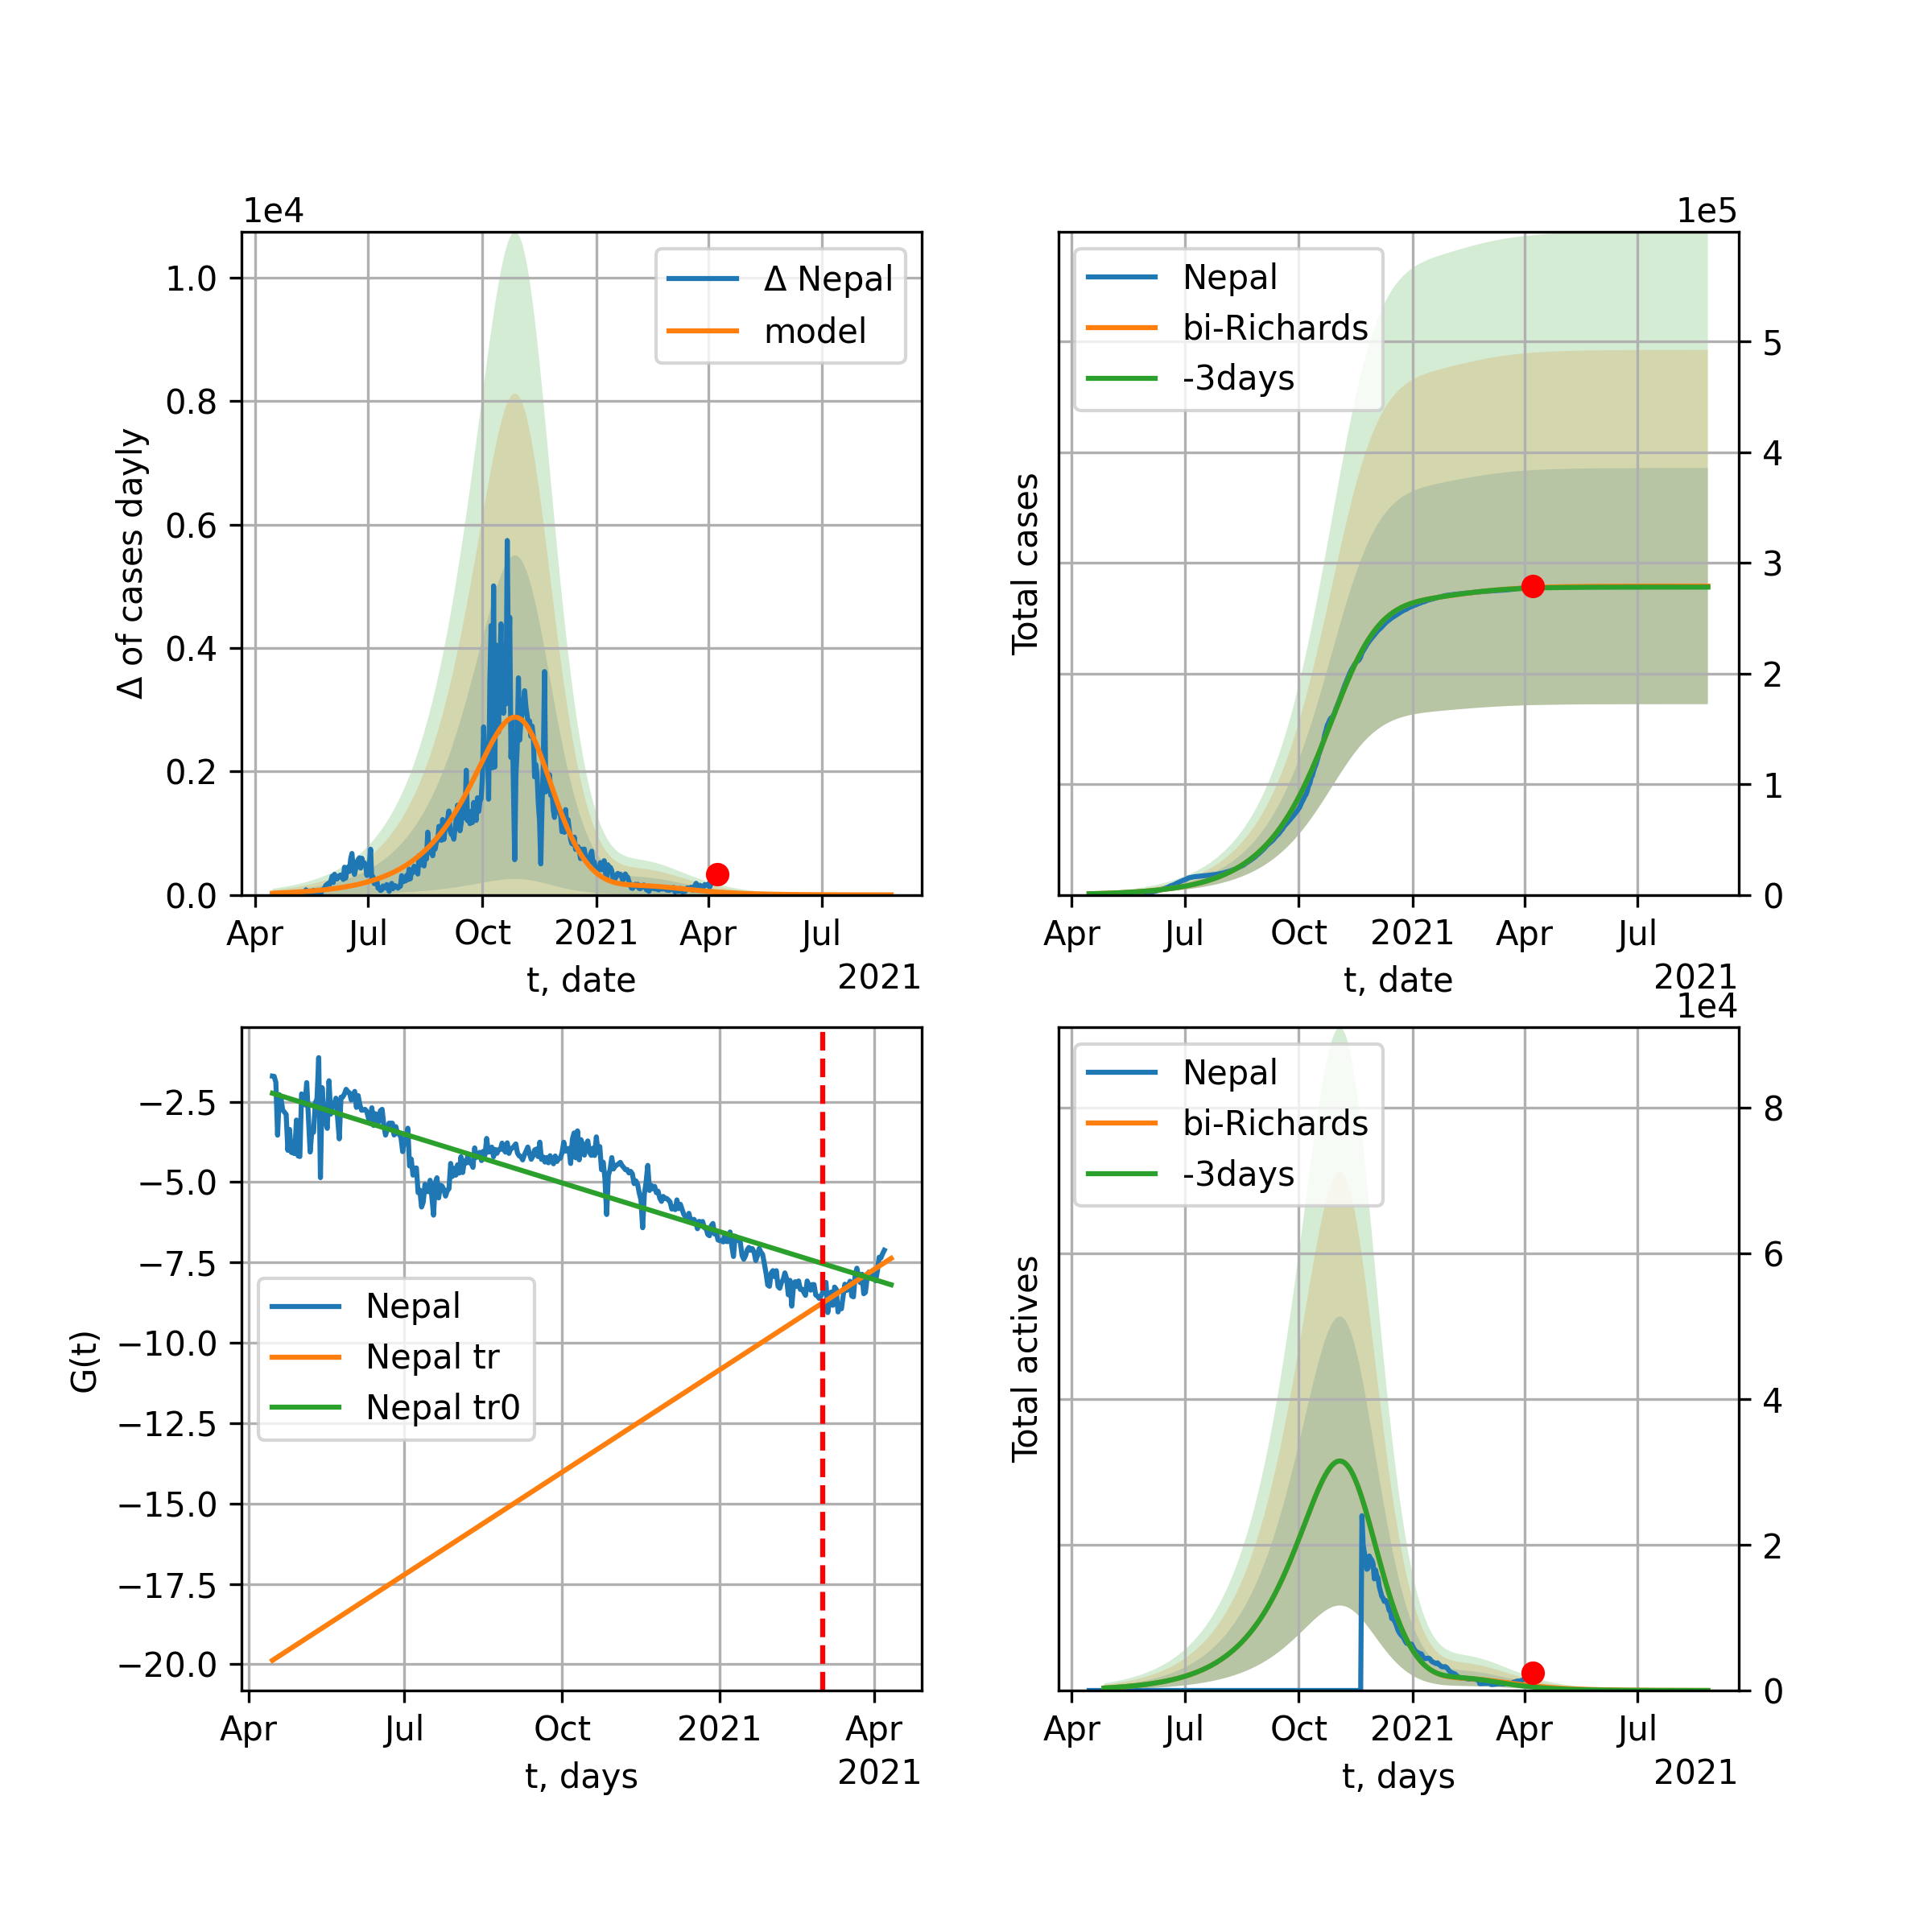 1e4
Δ of cases dayly
1.0
0.8
0.6
0.4
0.2
0.0
Δ Nepal
model
Apr Jul Oct 2021 Apr Jul
t, date
2021
1e5
Total cases
Nepal
bi-Richards
-3days
5
4
3
2
1
0
Apr Jul Oct 2021 Apr Jul
t, date
2021
G(t)
−2.5
−5.0
−7.5
−10.0
−12.5
−15.0
−17.5
−20.0
Nepal
Nepal tr
Nepal tr0
Apr Jul Oct 2021 Apr
t, days
2021
1e4
Total actives
Nepal
bi-Richards
-3days
8
6
4
2
0
Apr Jul Oct 2021 Apr Jul
t, days
2021